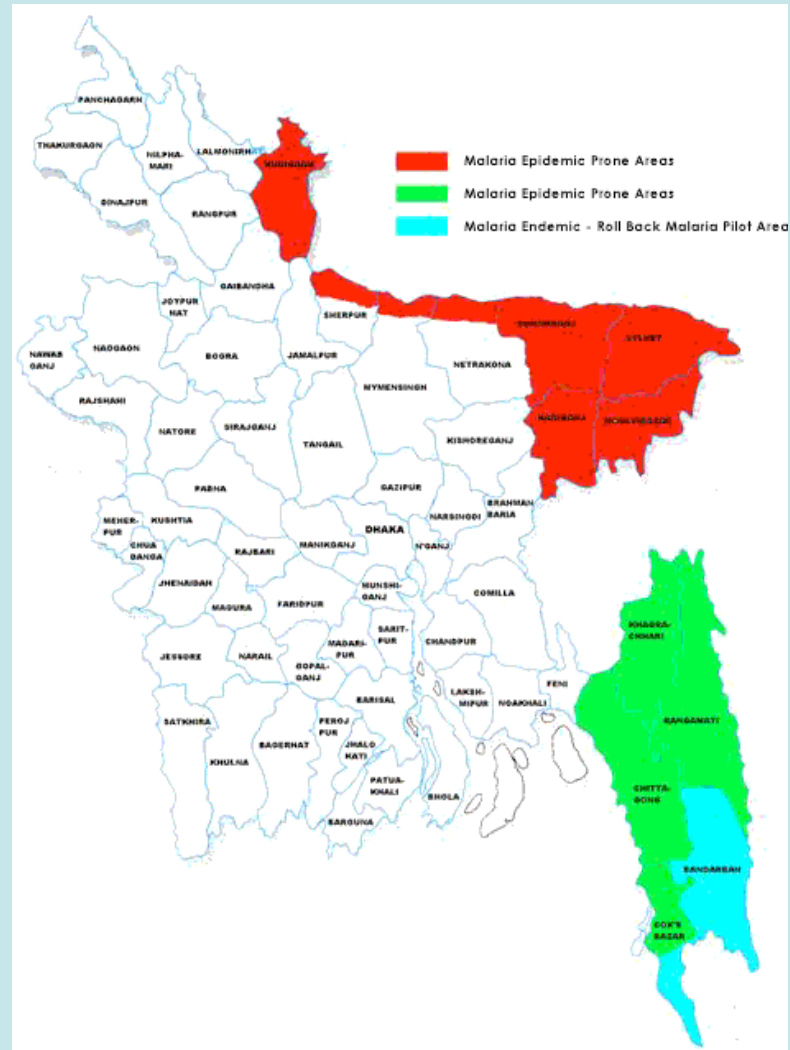 PANCHAGARH
THAKURGAON
NILPHA-
MARI
LALMONIRHAT
KURIGRAM
DINAJPUR
RANGPUR
Malaria Epidemic Prone Areas
Malaria Epidemic Prone Areas
Malaria Endemic - Roll Back Malaria Pilot Area
GAIBANDHA
JOYPUR
HAT
SHERPUR
SUNAMGANJ
SYLHET
NAWAB
GANJ
NAOGAON
BOGRA
JAMALPUR
NETRAKONA
MYMENSINGH
RAJSHAHI
HABIGONJ
NATORE
SIRAJGANJ
TANGAIL
KISHOREGANJ
PABNA
GAZIPUR
MEHER-
PUR
KUSHTIA
NARSINGDI
BRAHMAN
BARIA
DHAKA
CHUA
DANGA
RAJBARI
MANIKGANJ
N'GANJ
JHENAIDAH
MAGURA
FARIDPUR
MUNSHI-
GANJ
COMILLA
JESSORE
NARAIL
GOPAL-
GANJ
MADARI-
PUR
SARIT-
PUR
CHANDPUR
KHAGRA-
CHHARI
SATKHIRA
KHULNA
BAGERHAT
PEROJ
PUR
BARISAL
LAKSH-
MIPUR
NOAKHALI
FENI
RANGAMATI
JHALO
KATI
PATUA-
KHALI
BHOLA
BARGUNA
CHITTA-
GONG
BANDARBAN
COX'S
BAZAR